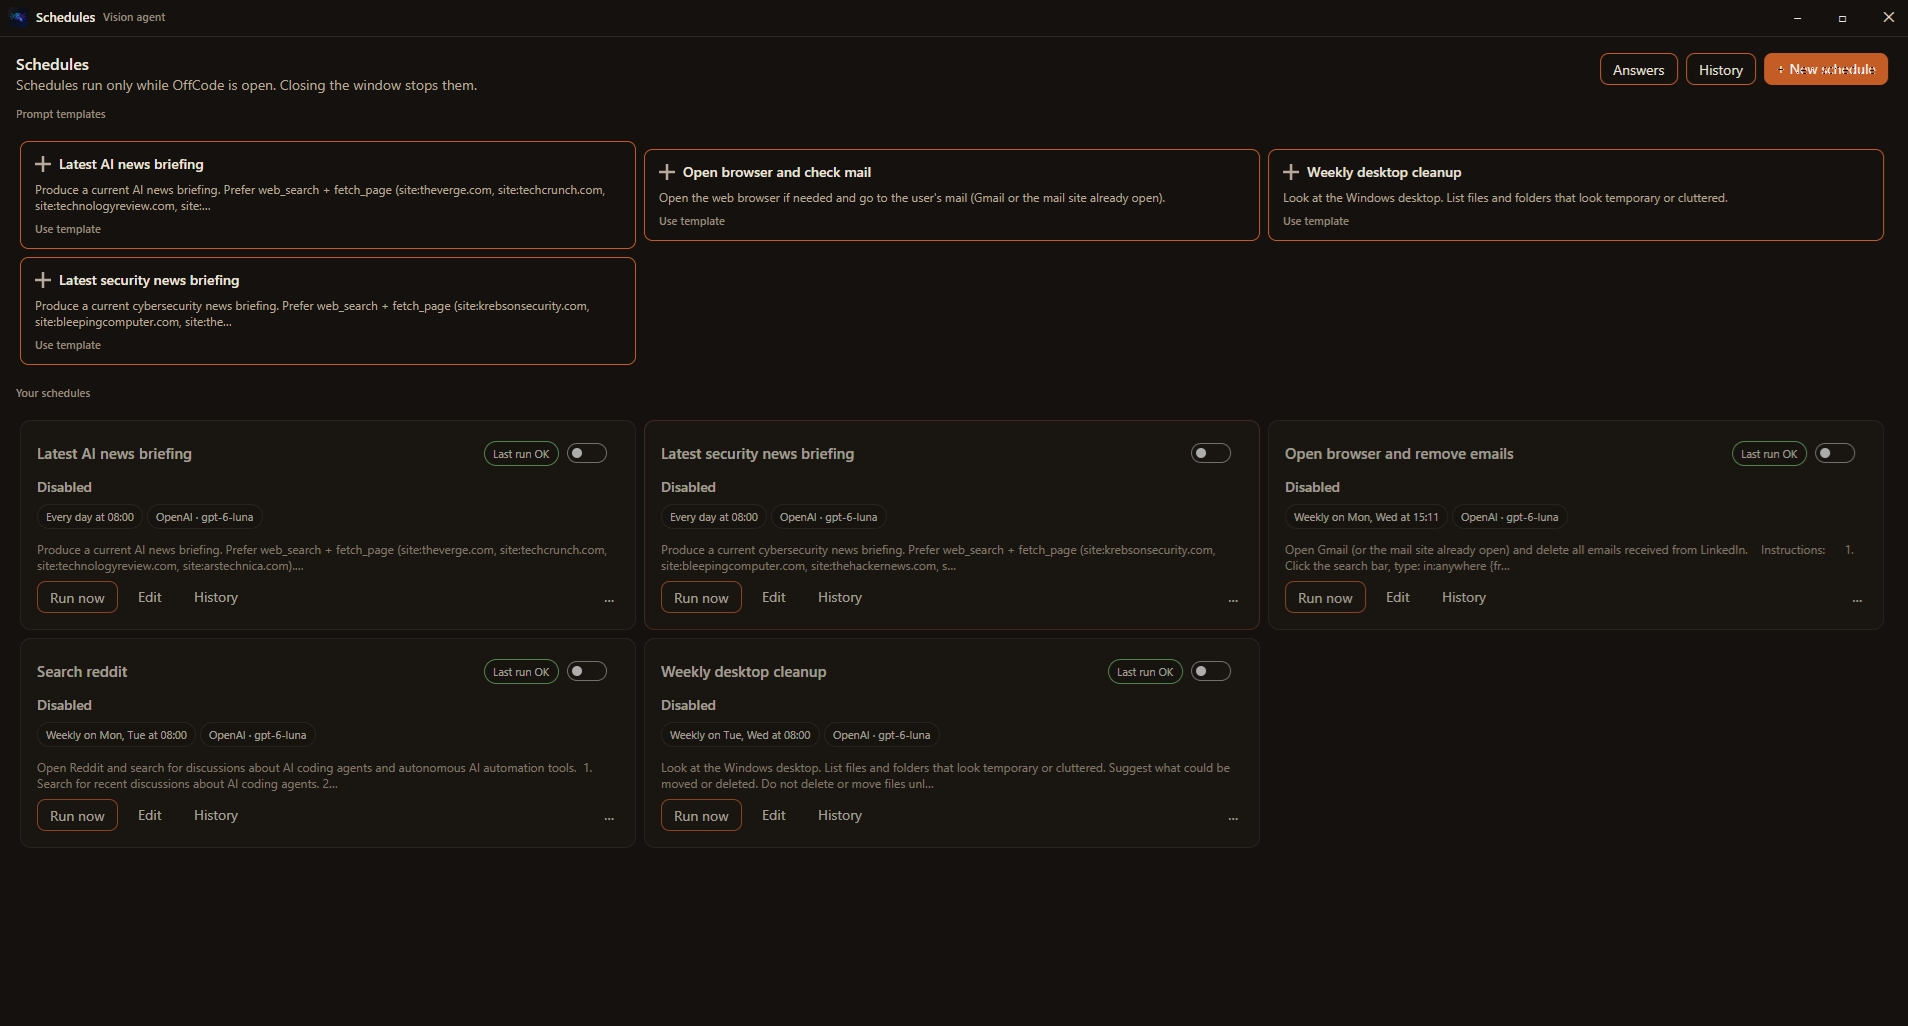 Schedules Vision agent
Schedules
Schedules run only while OffCode is open. Closing the window stops them.
Answers
History
+ New schedule
Prompt templates
Latest AI news briefing
Produce a current AI news briefing. Prefer web_search + fetch_page (site:theverge.com, site:techcrunch.com,
site:technologyreview.com, site:...
Use template
Open browser and check mail
Open the web browser if needed and go to the user's mail (Gmail or the mail site already open).
Use template
Weekly desktop cleanup
Look at the Windows desktop. List files and folders that look temporary or cluttered.
Use template
Latest security news briefing
Produce a current cybersecurity news briefing. Prefer web_search + fetch_page (site:krebsonsecurity.com,
site:bleepingcomputer.com, site:the...
Use template
Your schedules
Latest AI news briefing
Last run OK
Disabled
Every day at 08:00
OpenAI · gpt-6-luna
Produce a current AI news briefing. Prefer web_search + fetch_page (site:theverge.com, site:techcrunch.com,
site:technologyreview.com, site:arstechnica.com)....
Run now
Edit
History
...
Latest security news briefing
Disabled
Every day at 08:00
OpenAI · gpt-6-luna
Produce a current cybersecurity news briefing. Prefer web_search + fetch_page (site:krebsonsecurity.com,
site:bleepingcomputer.com, site:thehackernews.com, s...
Run now
Edit
History
...
Open browser and remove emails
Last run OK
Disabled
Weekly on Mon, Wed at 15:11
OpenAI · gpt-6-luna
Open Gmail (or the mail site already open) and delete all emails received from LinkedIn. Instructions: 1.
Click the search bar, type: in:anywhere {fr...
Run now
Edit
History
...
Search reddit
Last run OK
Disabled
Weekly on Mon, Tue at 08:00
OpenAI · gpt-6-luna
Open Reddit and search for discussions about AI coding agents and autonomous AI automation tools. 1.
Search for recent discussions about AI coding agents. 2...
Run now
Edit
History
...
Weekly desktop cleanup
Last run OK
Disabled
Weekly on Tue, Wed at 08:00
OpenAI · gpt-6-luna
Look at the Windows desktop. List files and folders that look temporary or cluttered. Suggest what could be
moved or deleted. Do not delete or move files unl...
Run now
Edit
History
...